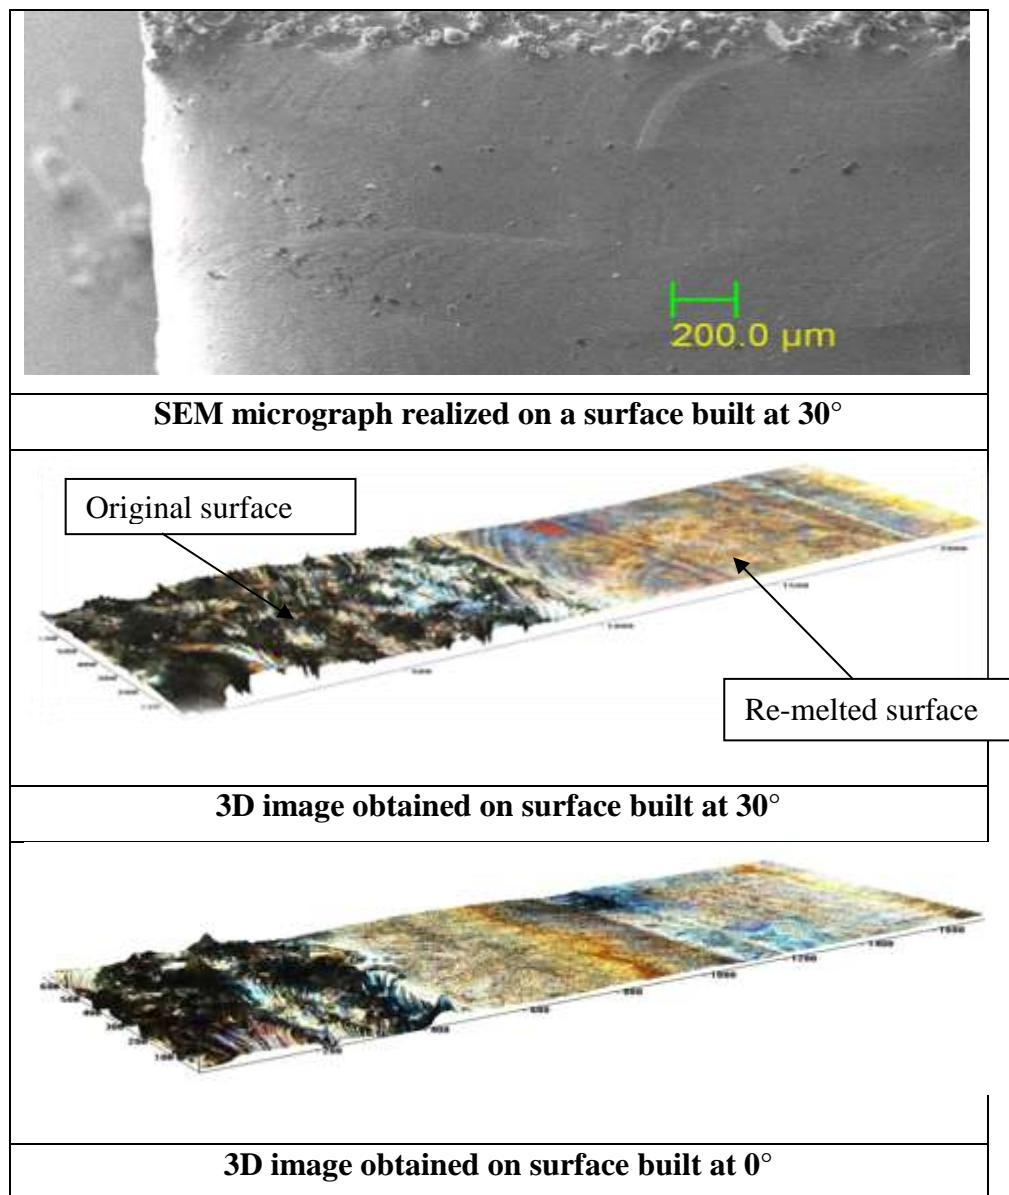 200.0 µm
SEM micrograph realized on a surface built at 30°
Original surface
Re-melted surface
3D image obtained on surface built at 30°
3D image obtained on surface built at 0°